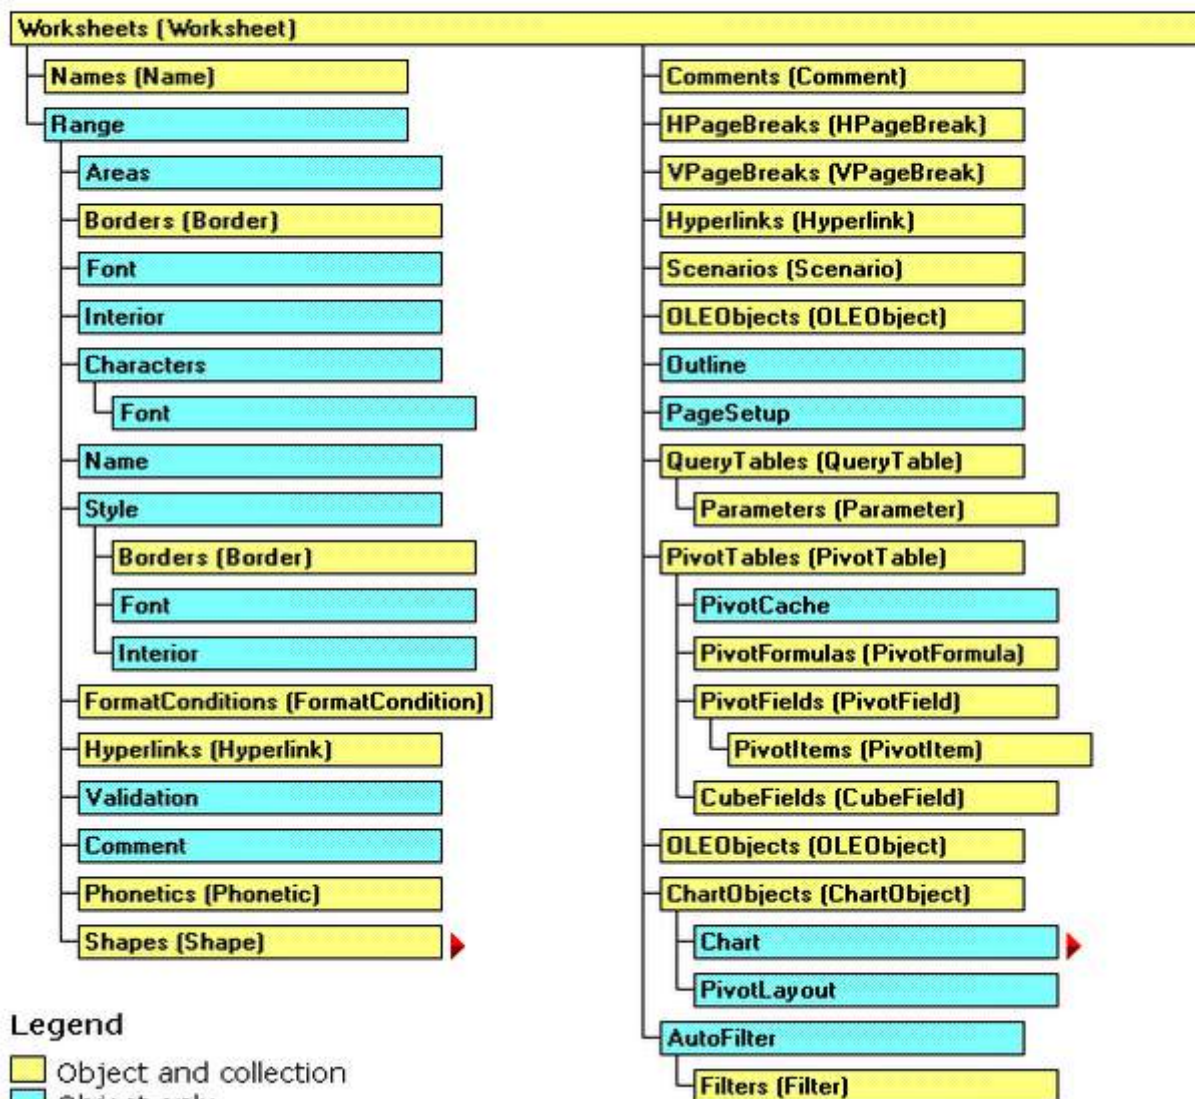 Worksheets (Worksheet)
Names (Name)
Range
Areas
Borders (Border)
Font
Interior
Characters
Font
Name
Style
Borders (Border)
Font
Interior
FormatConditions (FormatCondition)
Hyperlinks (Hyperlink)
Validation
Comment
Phonetics (Phonetic)
Shapes (Shape)
Comments (Comment)
HPageBreaks (HPageBreak)
VPageBreaks (VPageBreak)
Hyperlinks (Hyperlink)
Scenarios (Scenario)
OLEObjects (OLEObject)
Outline
PageSetup
QueryTables (QueryTable)
Parameters (Parameter)
PivotTables (PivotTable)
PivotCache
PivotFormulas (PivotFormula)
PivotFields (PivotField)
PivotItems (PivotItem)
CubeFields (CubeField)
OLEObjects (OLEObject)
ChartObjects (ChartObject)
Chart
PivotLayout
AutoFilter
Filters (Filter)
Legend
Object and collection